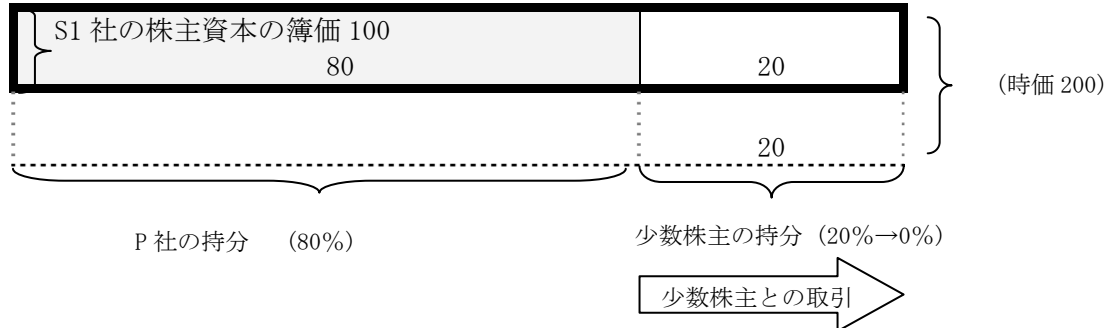 S1 社の株主資本の簿価 100
80
20
(時価 200)
20
P 社の持分 (80%)
少数株主の持分 (20%→0%)
少数株主との取引